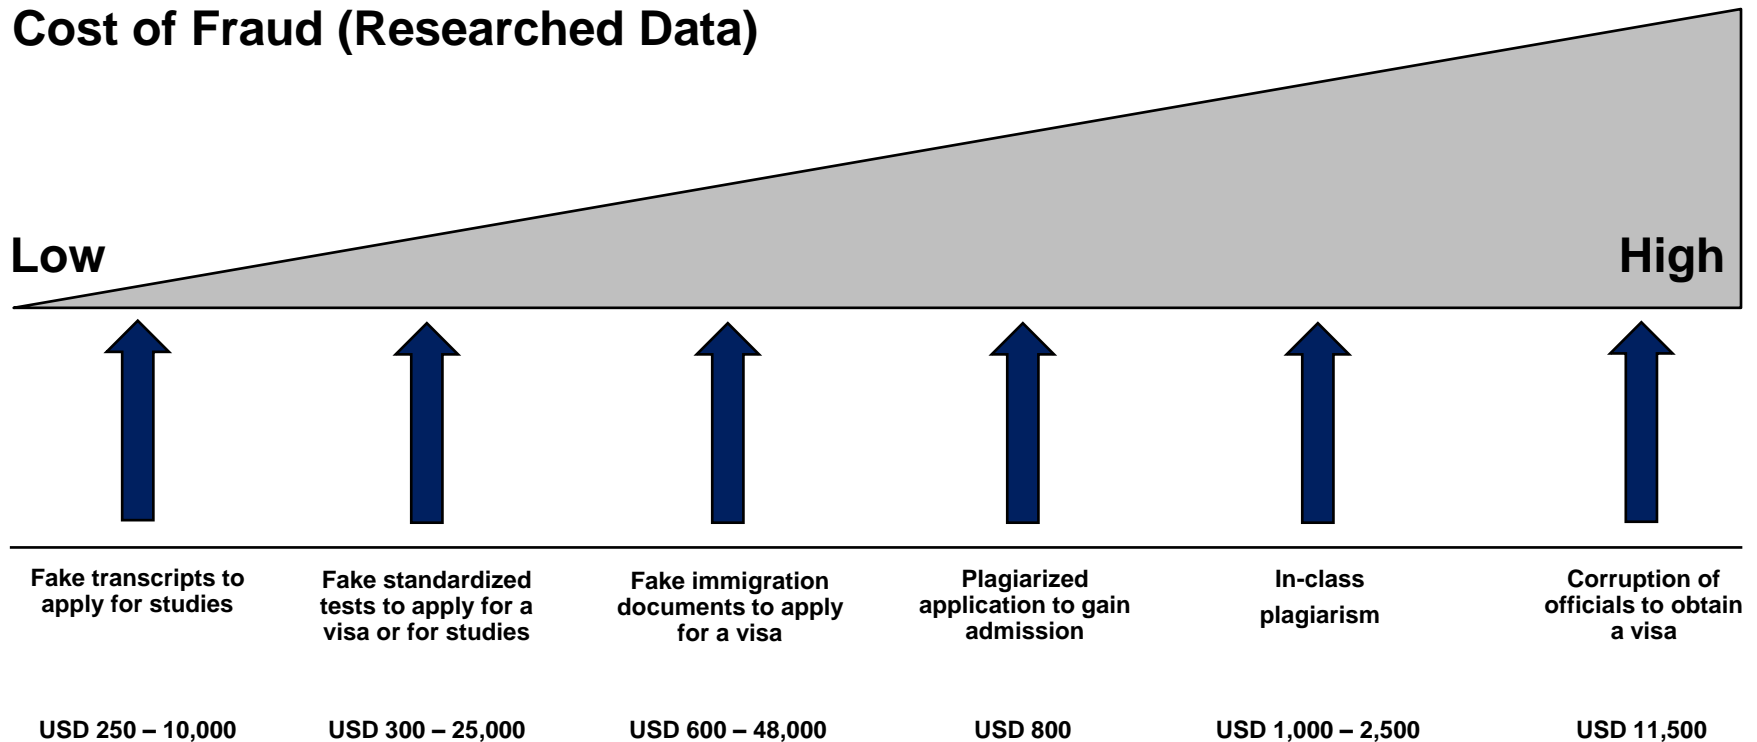 Cost of Fraud (Researched Data)
Low
High
Fake transcripts to
apply for studies
Fake standardized
tests to apply for a
visa or for studies
Fake immigration
documents to apply
for a visa
Plagiarized
application to gain
admission
In-class
plagiarism
Corruption of
officials to obtain
a visa
USD 250 – 10,000
USD 300 – 25,000
USD 600 – 48,000
USD 800
USD 1,000 – 2,500
USD 11,500